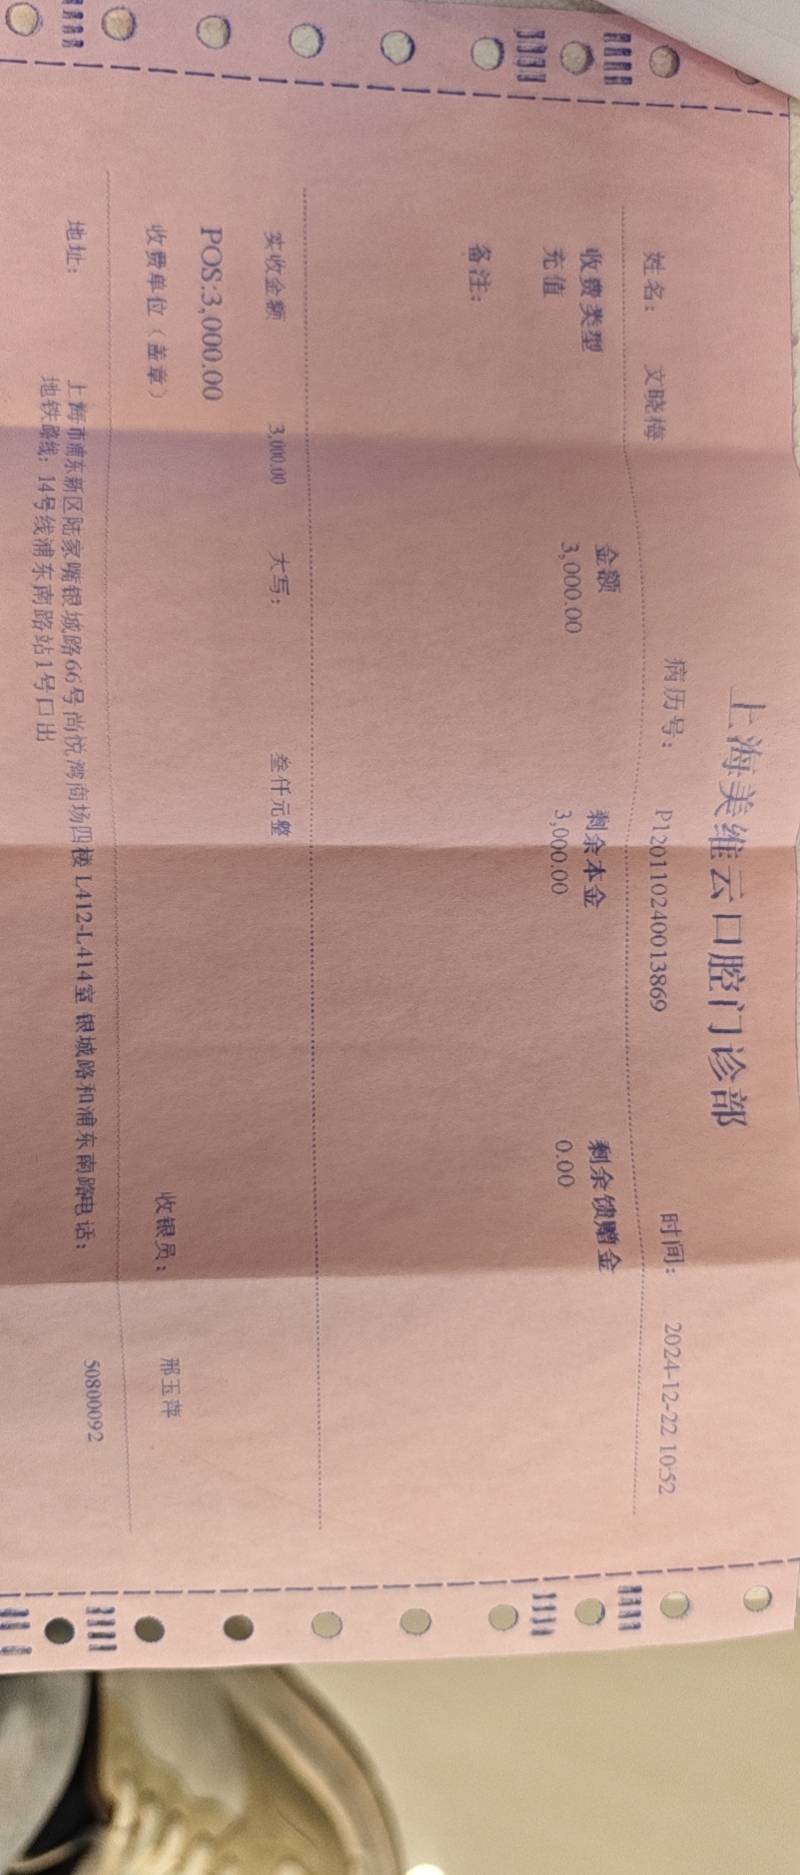 上海美维云口腔门诊部
姓名： 文晓梅 病历号： P120110240013869 时间： 2024-12-22 10:52
收费类型 金额 剩余本金 剩余馈赠金
充值 3,000.00 3,000.00 0.00
备注：
实收金额 3,000.00 大写： 叁仟元整
POS:3,000.00
收费单位（盖章） 收银员： 邢玉萍
地址： 上海市浦东新区陆家嘴银城路66号尚悦湾商场四楼 L412-L414室 银城路和浦东南路 电话： 50800092
地铁路线：14号线浦东南路站1号口出